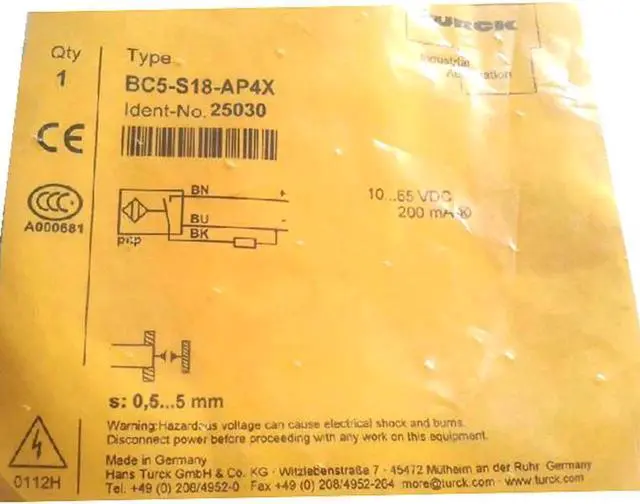 TURCK
Industrial
Automation
Qty
1
Type
BC5-S18-AP4X
Ident-No. 25030
CE
CCC
A000681
BN
+
BU
-
BK
pnp
10...65 VDC
200 mA
s: 0,5...5 mm
Warning: Hazardous voltage can cause electrical shock and burns.
Disconnect power before proceeding with any work on this equipment.
0112H
Made in Germany
Hans Turck GmbH & Co. KG · Witzlebenstraße 7 · 45472 Mülheim an der Ruhr Germany
Tel. +49 (0) 208/4952-0 · Fax +49 (0) 208/4952-264 more@turck.com · www.turck.com